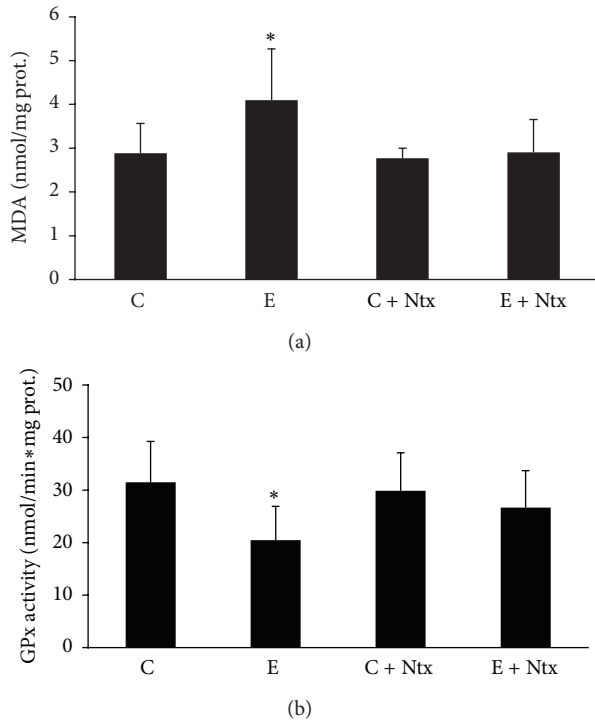 MDA (nmol/mg prot.)
6
5
4
3
2
1
0
*
C
E
C + Ntx
E + Ntx
(a)
GPx activity (nmol/min∗mg prot.)
50
40
30
20
10
0
*
C
E
C + Ntx
E + Ntx
(b)